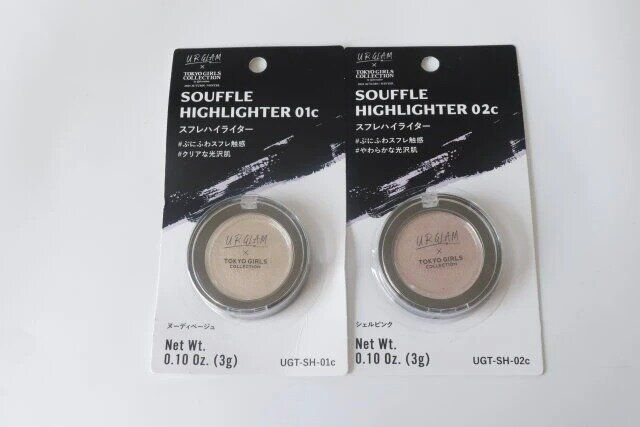 URGLAM
×
TOKYO GIRLS
COLLECTION
SOUFFLE
HIGHLIGHTER 01c
スフレハイライター
#ぷにふわスフレ触感
#クリアな光沢肌
URGLAM
×
TOKYO GIRLS
COLLECTION
ヌーディベージュ
Net Wt.
0.10 Oz. (3g)
UGT-SH-01c
URGLAM
×
TOKYO GIRLS
COLLECTION
SOUFFLE
HIGHLIGHTER 02c
スフレハイライター
#ぷにふわスフレ触感
#やわらかな光沢肌
URGLAM
×
TOKYO GIRLS
COLLECTION
シェルピンク
Net Wt.
0.10 Oz. (3g)
UGT-SH-02c